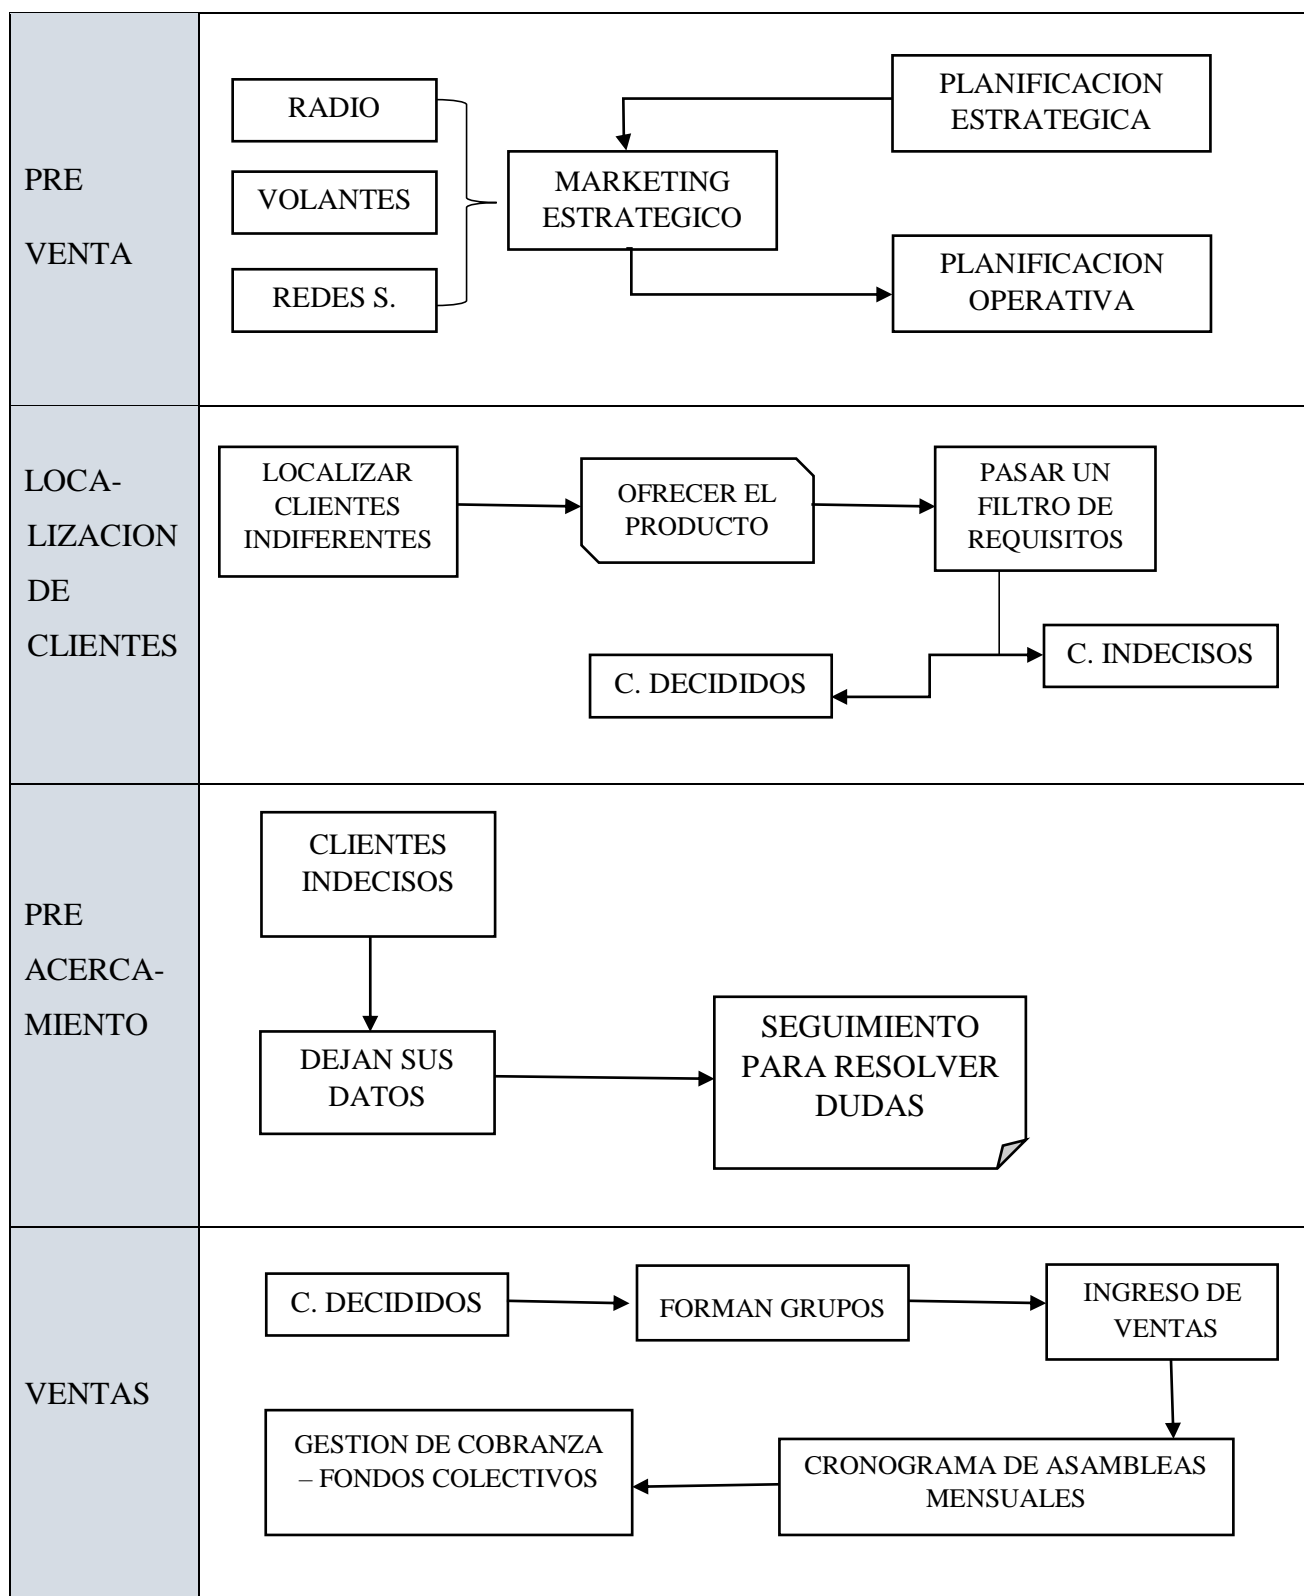 PRE
VENTA
RADIO
VOLANTES
REDES S.
MARKETING
ESTRATEGICO
PLANIFICACION
ESTRATEGICA
PLANIFICACION
OPERATIVA
LOCA-
LIZACION
DE
CLIENTES
LOCALIZAR
CLIENTES
INDIFERENTES
OFRECER EL
PRODUCTO
PASAR UN
FILTRO DE
REQUISITOS
C. DECIDIDOS
C. INDECISOS
PRE
ACERCA-
MIENTO
CLIENTES
INDECISOS
DEJAN SUS
DATOS
SEGUIMIENTO
PARA RESOLVER
DUDAS
VENTAS
C. DECIDIDOS
FORMAN GRUPOS
INGRESO DE
VENTAS
CRONOGRAMA DE ASAMBLEAS
MENSUALES
GESTION DE COBRANZA
– FONDOS COLECTIVOS